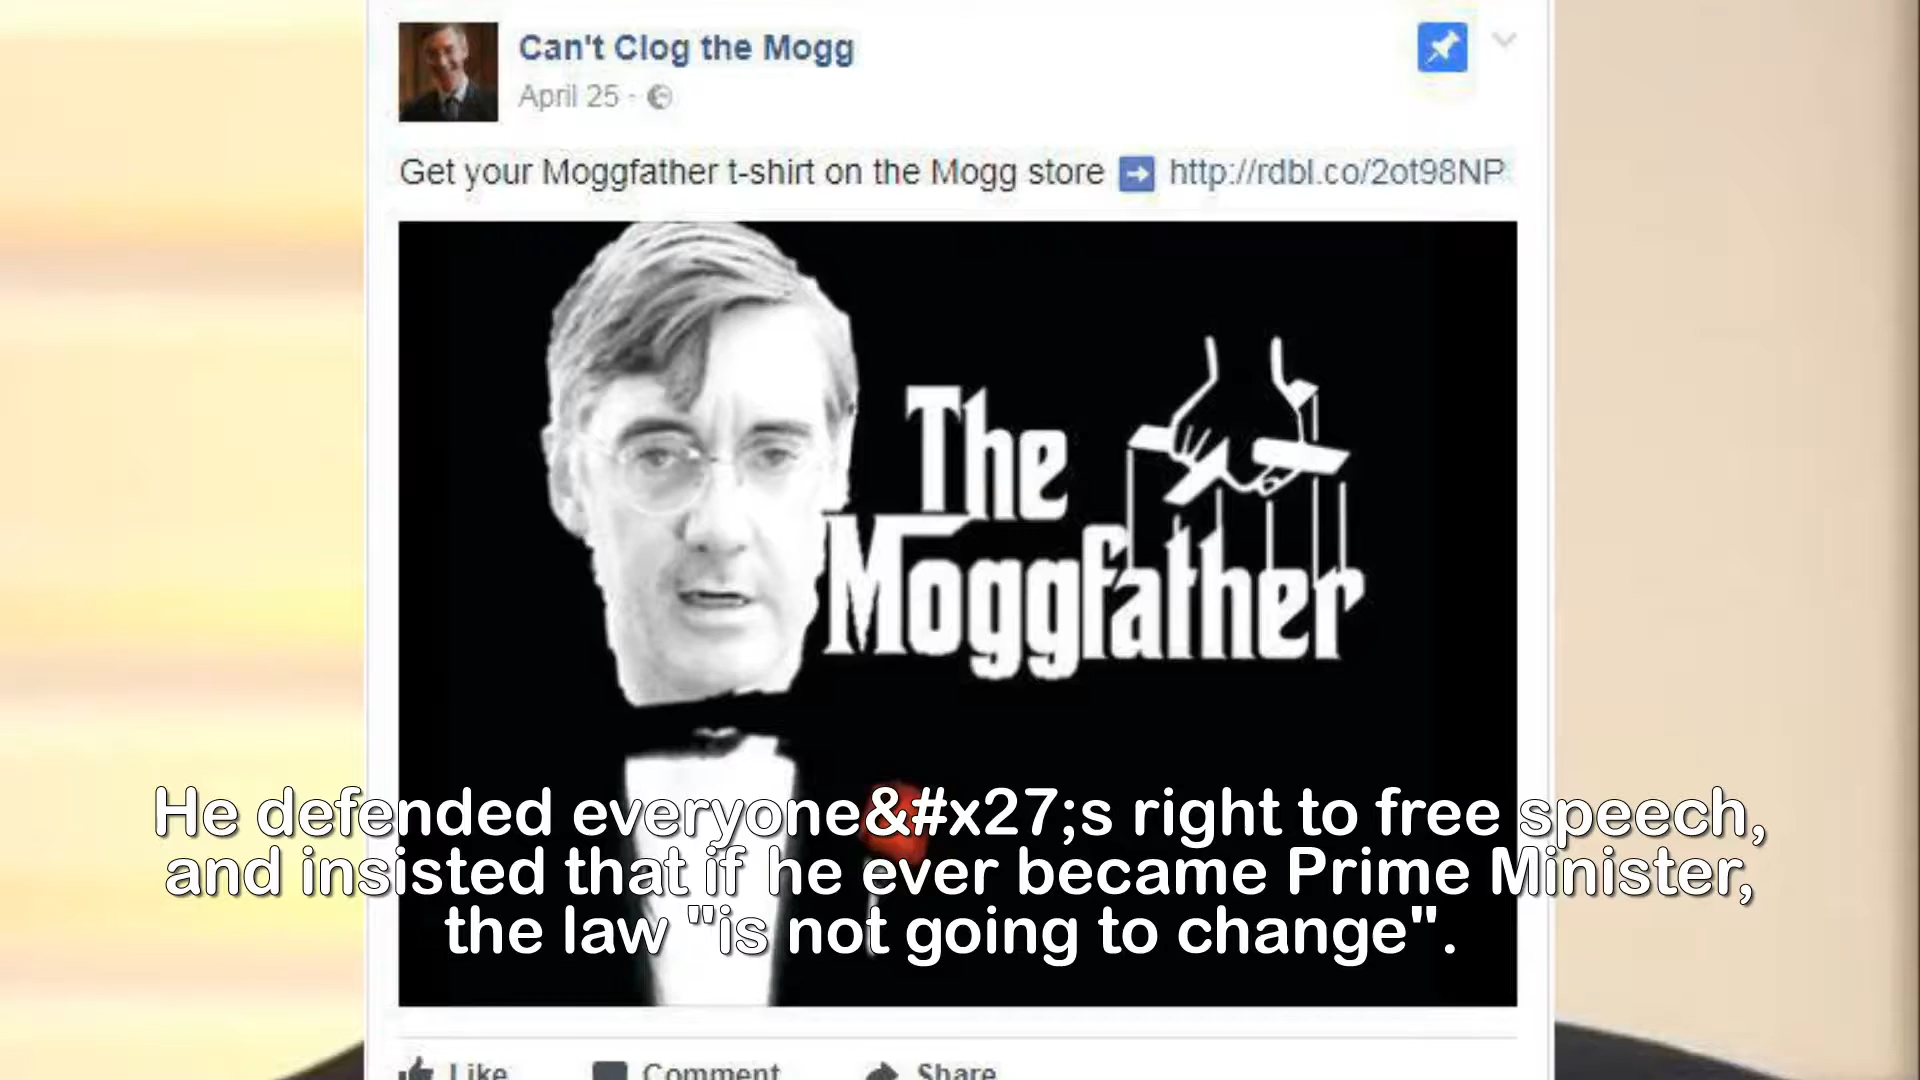 Can't Clog the Mogg
April 25 ·
Get your Moggfather t-shirt on the Mogg store http://rdbl.co/2ot98NP
The
Moggfather
He defended everyone&#x27;s right to free speech,
and insisted that if he ever became Prime Minister,
the law "is not going to change".
Like Comment Share